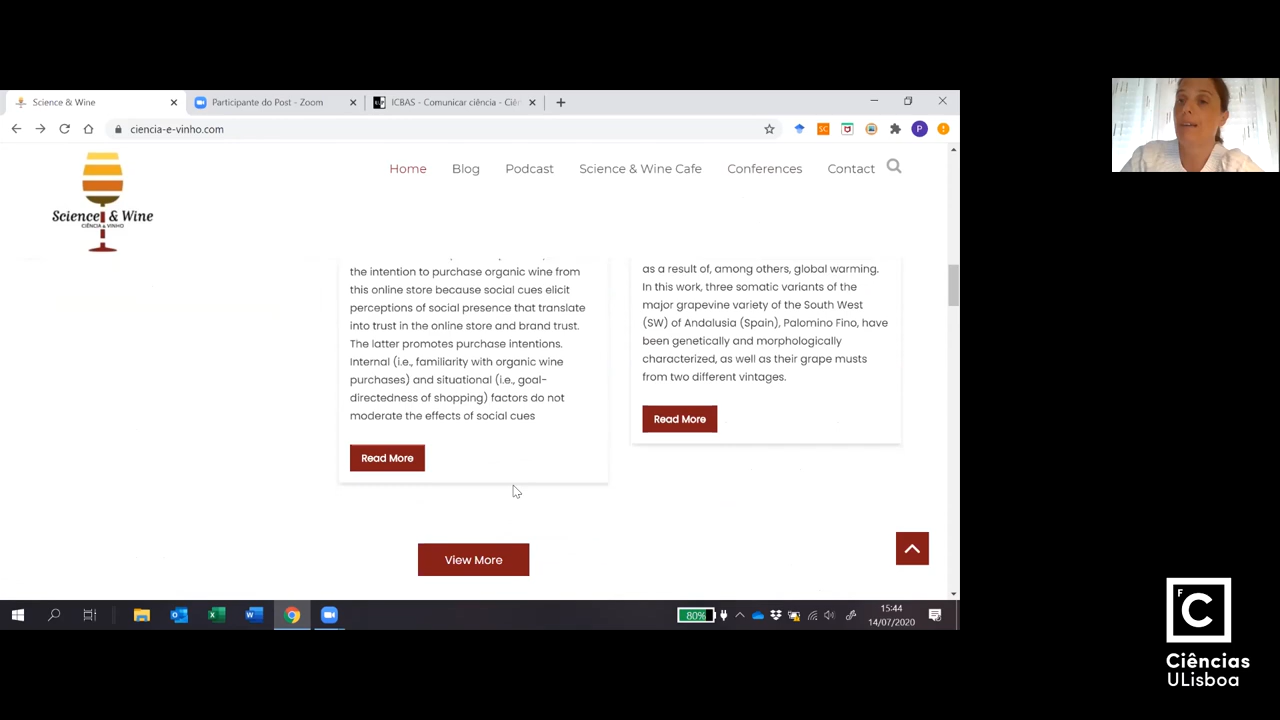 Science & Wine
Participante do Post - Zoom
ICBAS - Comunicar ciência - Ciên
ciencia-e-vinho.com
SC
P
Science & Wine
CIÊNCIA & VINHO
Home
Blog
Podcast
Science & Wine Cafe
Conferences
Contact
the intention to purchase organic wine from
this online store because social cues elicit
perceptions of social presence that translate
into trust in the online store and brand trust.
The latter promotes purchase intentions.
Internal (i.e., familiarity with organic wine
purchases) and situational (i.e., goal-
directedness of shopping) factors do not
moderate the effects of social cues
Read More
as a result of, among others, global warming.
In this work, three somatic variants of the
major grapevine variety of the South West
(SW) of Andalusia (Spain), Palomino Fino, have
been genetically and morphologically
characterized, as well as their grape musts
from two different vintages.
Read More
View More
80%
15:44
14/07/2020
F
C
Ciências
ULisboa